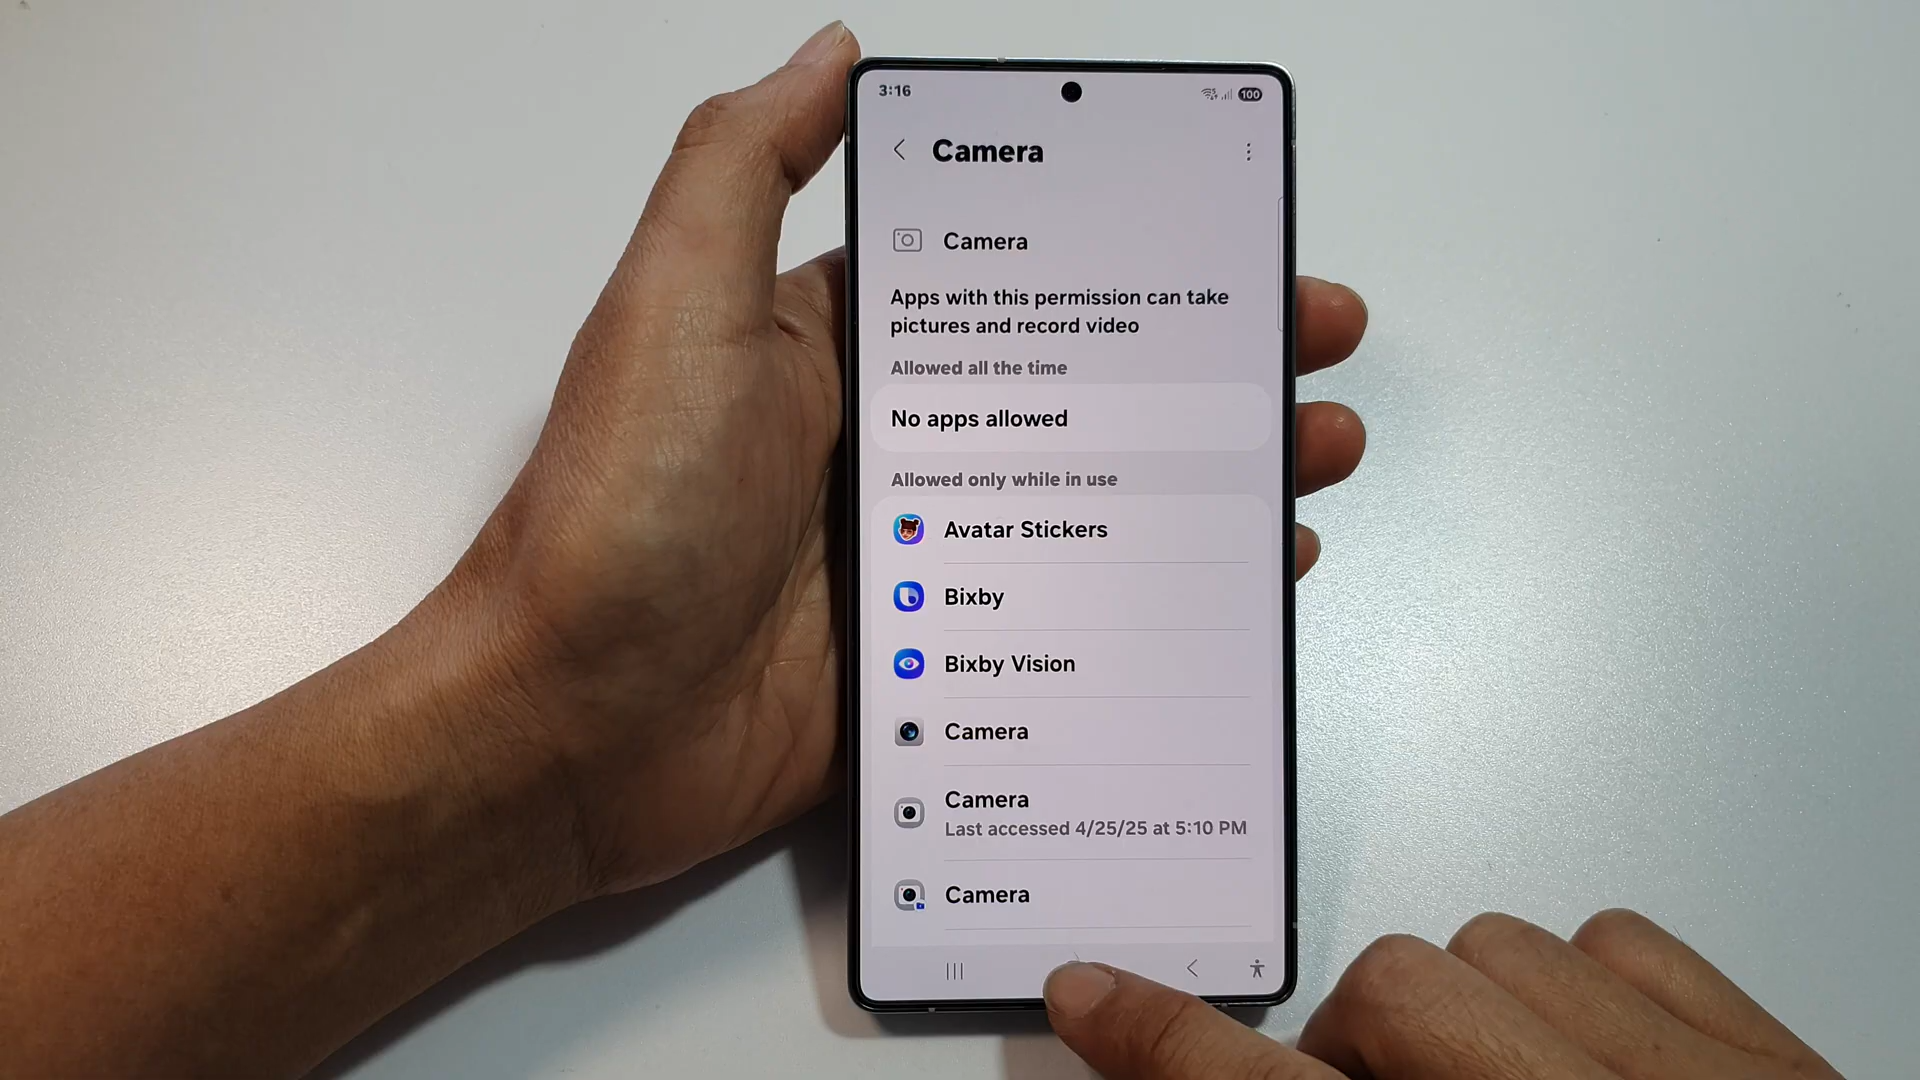 3:16
100
Camera
Camera
Apps with this permission can take
pictures and record video
Allowed all the time
No apps allowed
Allowed only while in use
Avatar Stickers
Bixby
Bixby Vision
Camera
Camera
Last accessed 4/25/25 at 5:10 PM
Camera